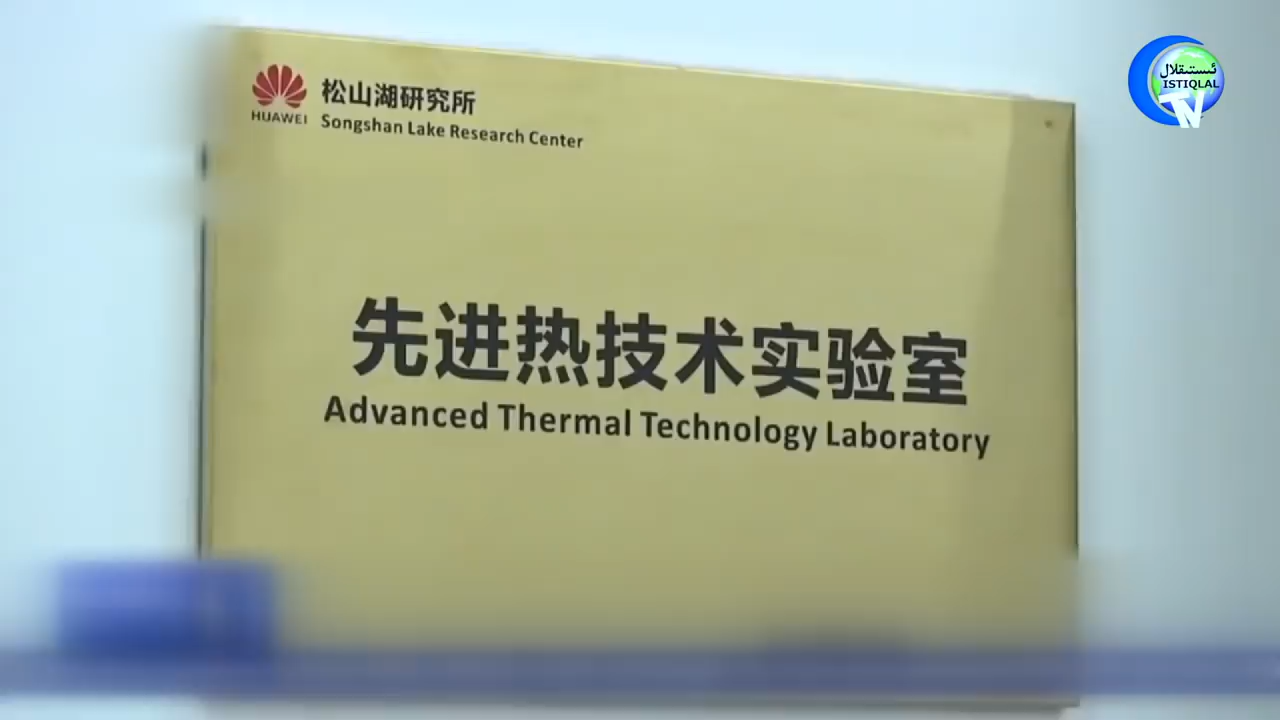 HUAWEI
松山湖研究所
Songshan Lake Research Center
先进热技术实验室
Advanced Thermal Technology Laboratory
ئىستىقلال
ISTIQLAL
TV